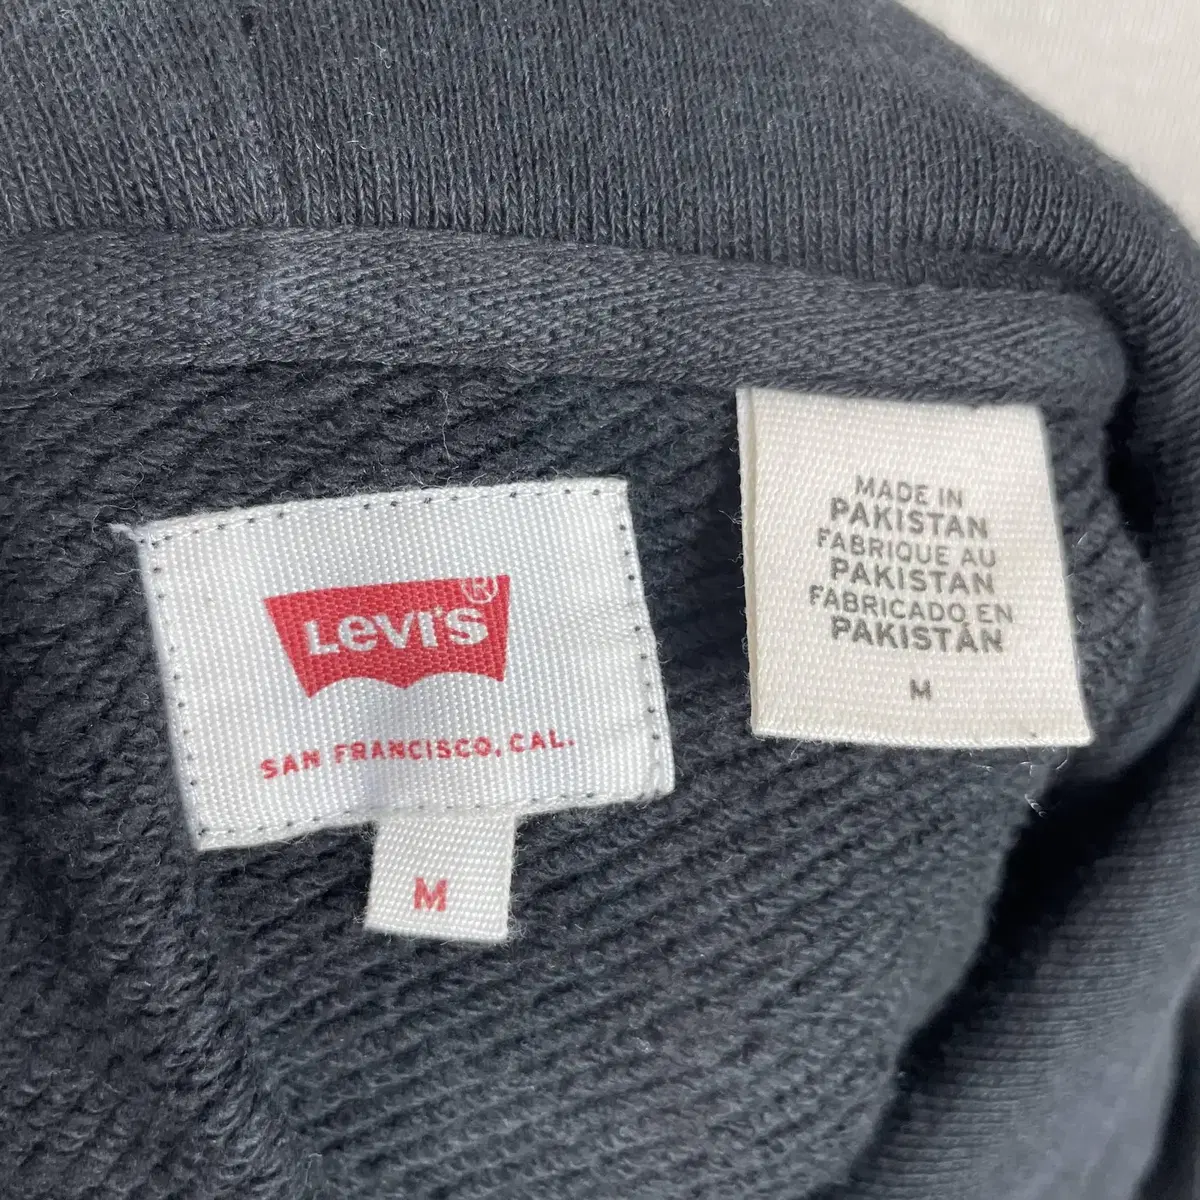 LEVI'S®
SAN FRANCISCO, CAL.
M
MADE IN
PAKISTAN
FABRIQUE AU
PAKISTAN
FABRICADO EN
PAKISTÁN
M